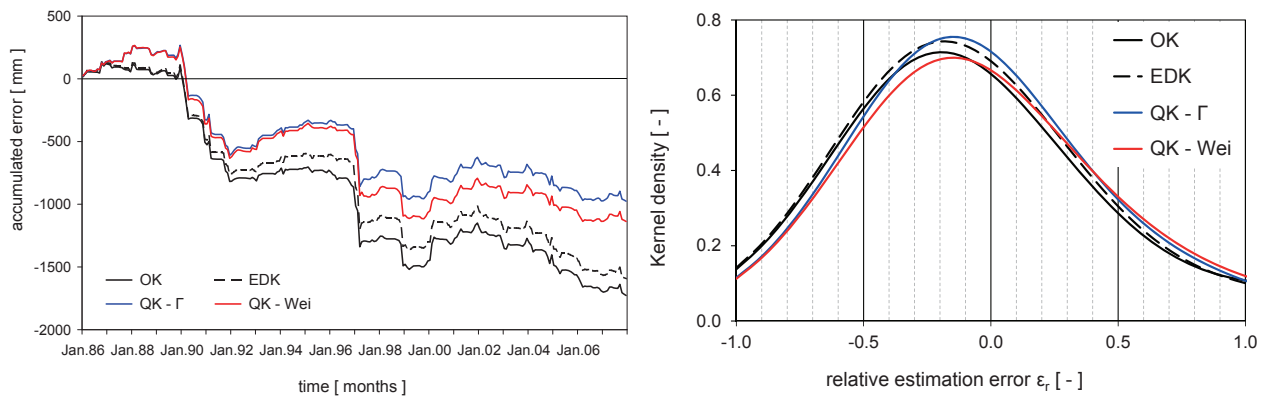 500
0
-500
-1000
-1500
-2000
accumulated error [ mm]
OK
EDK
QK - Γ
QK - Wei
Jan.86 Jan.88 Jan.90 Jan.92 Jan.94 Jan.96 Jan.98 Jan.00 Jan.02 Jan.04 Jan.06
time [ months ]
0.8
0.6
0.4
0.2
0.0
Kernel density [ - ]
OK
EDK
QK - Γ
QK - Wei
-1.0 -0.5 0.0 0.5 1.0
relative estimation error εr [ - ]